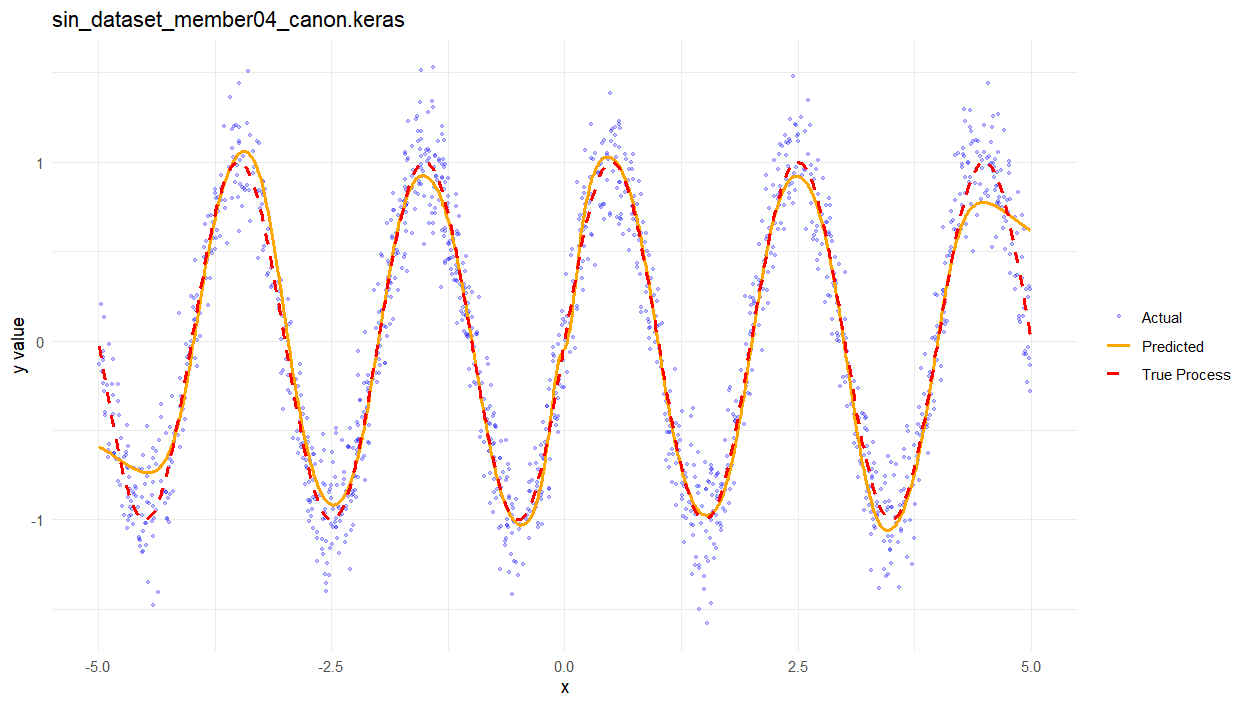 sin_dataset_member04_canon.keras
y value
1
0
-1
-5.0
-2.5
0.0
2.5
5.0
x
Actual
Predicted
True Process